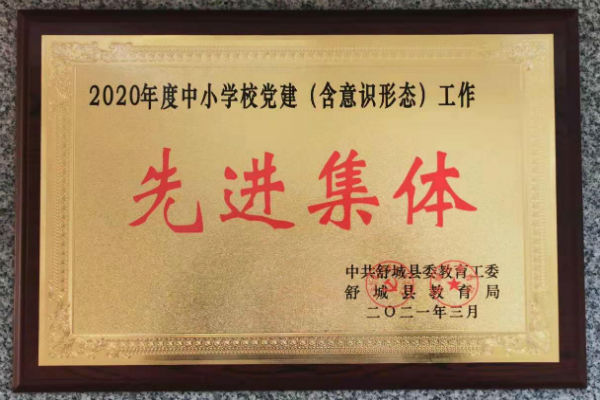 2020年度中小学校党建（含意识形态）工作
先进集体
中共舒城县委教育工委
舒城县教育局
二〇二一年三月